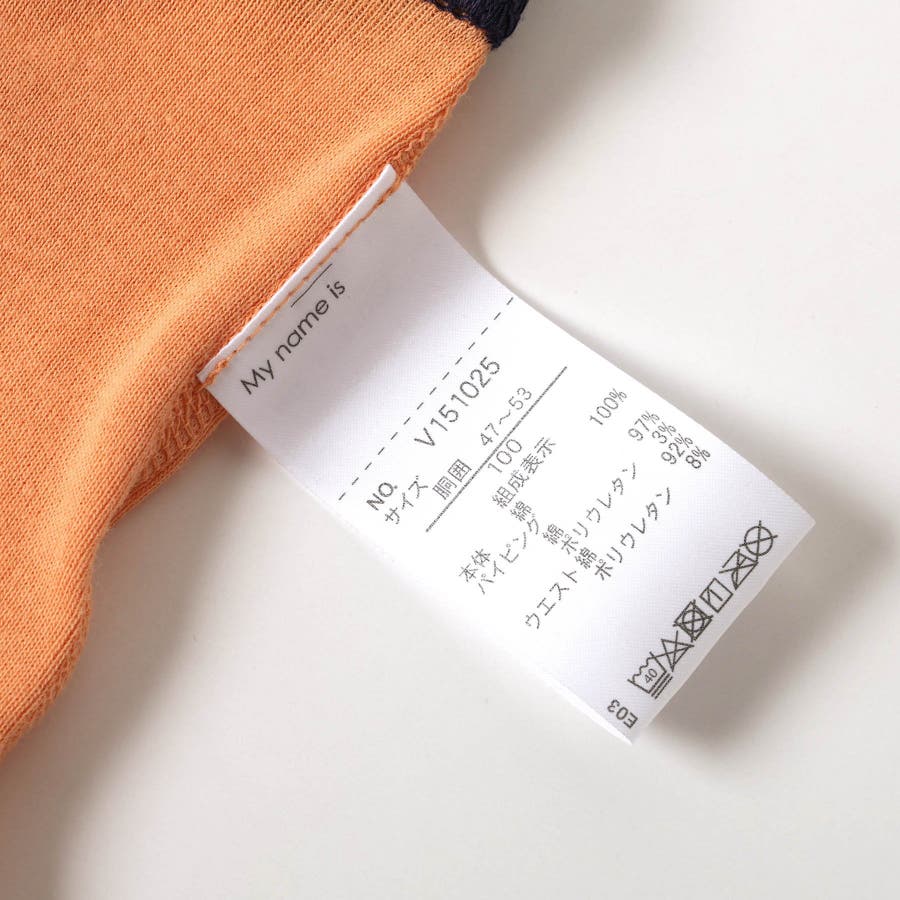 My name is
NO. V151025
サイズ 100
胴囲 47〜53
組成表示
本体 綿 100%
パイピング 綿 97%
ポリウレタン 3%
ウエスト 綿 92%
ポリウレタン 8%
40
E03